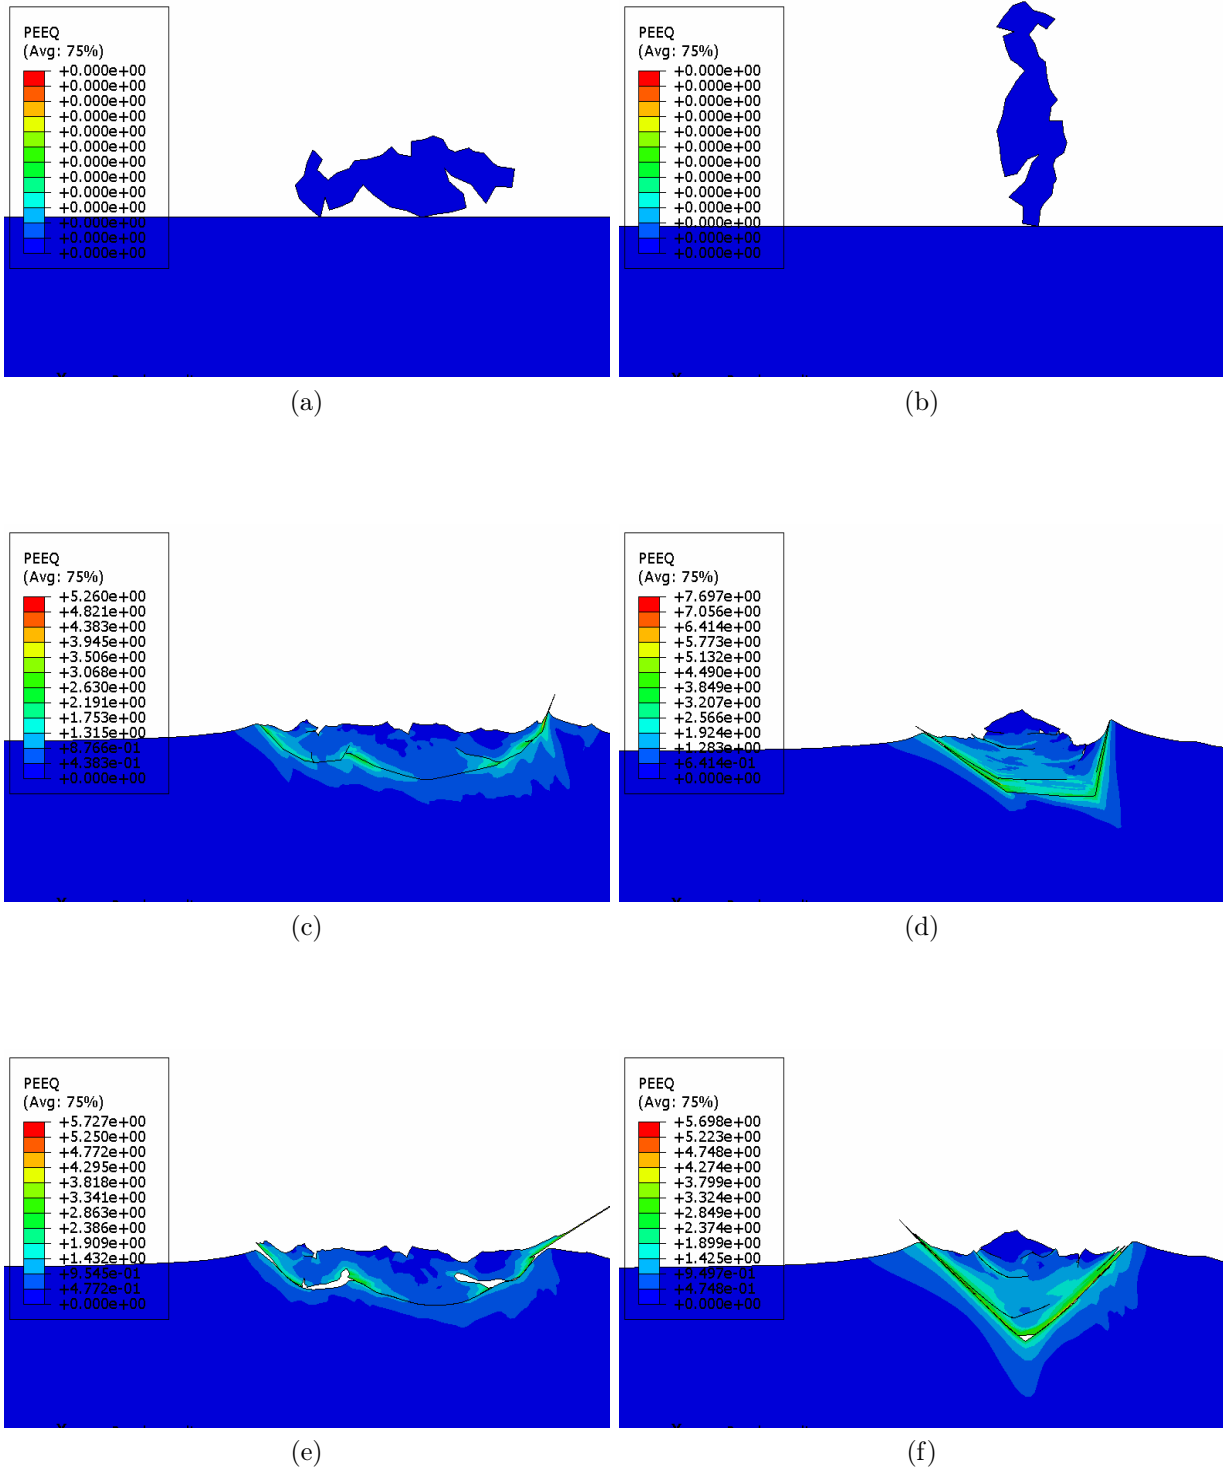 PEEQ
(Avg: 75%)
+0.000e+00
+0.000e+00
+0.000e+00
+0.000e+00
+0.000e+00
+0.000e+00
+0.000e+00
+0.000e+00
+0.000e+00
+0.000e+00
+0.000e+00
+0.000e+00
+0.000e+00
(a)
PEEQ
(Avg: 75%)
+0.000e+00
+0.000e+00
+0.000e+00
+0.000e+00
+0.000e+00
+0.000e+00
+0.000e+00
+0.000e+00
+0.000e+00
+0.000e+00
+0.000e+00
+0.000e+00
+0.000e+00
(b)
PEEQ
(Avg: 75%)
+5.260e+00
+4.821e+00
+4.383e+00
+3.945e+00
+3.506e+00
+3.068e+00
+2.630e+00
+2.191e+00
+1.753e+00
+1.315e+00
+8.766e-01
+4.383e-01
+0.000e+00
(c)
PEEQ
(Avg: 75%)
+7.697e+00
+7.056e+00
+6.414e+00
+5.773e+00
+5.132e+00
+4.490e+00
+3.849e+00
+3.207e+00
+2.566e+00
+1.924e+00
+1.283e+00
+6.414e-01
+0.000e+00
(d)
PEEQ
(Avg: 75%)
+5.727e+00
+5.250e+00
+4.772e+00
+4.295e+00
+3.818e+00
+3.341e+00
+2.863e+00
+2.386e+00
+1.909e+00
+1.432e+00
+9.545e-01
+4.772e-01
+0.000e+00
(e)
PEEQ
(Avg: 75%)
+5.698e+00
+5.223e+00
+4.748e+00
+4.274e+00
+3.799e+00
+3.324e+00
+2.849e+00
+2.374e+00
+1.899e+00
+1.425e+00
+9.497e-01
+4.748e-01
+0.000e+00
(f)